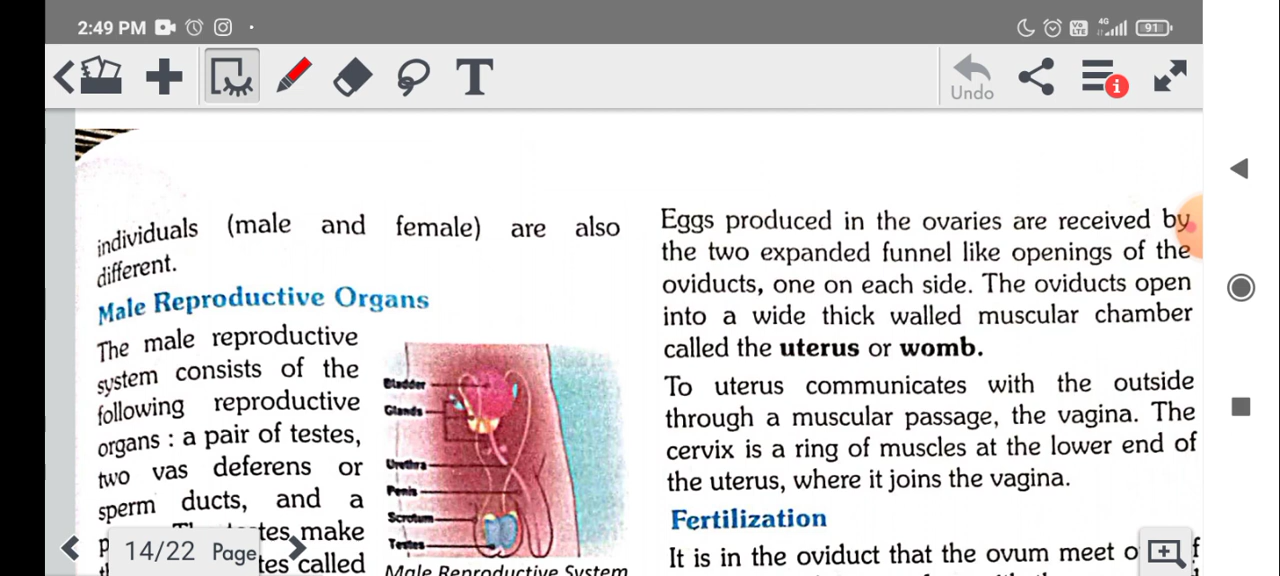 2:49 PM
4G
91
T
Undo
individuals (male and female) are also
different.
Male Reproductive Organs
The male reproductive
system consists of the
following reproductive
organs : a pair of testes,
two vas deferens or
sperm ducts, and a
make
called
Bladder
Glands
Urethra
Penis
Scrotum
Testes
Male Reproductive System
14/22 Page
Eggs produced in the ovaries are received by
the two expanded funnel like openings of the
oviducts, one on each side. The oviducts open
into a wide thick walled muscular chamber
called the uterus or womb.
To uterus communicates with the outside
through a muscular passage, the vagina. The
cervix is a ring of muscles at the lower end of
the uterus, where it joins the vagina.
Fertilization
It is in the oviduct that the ovum meet